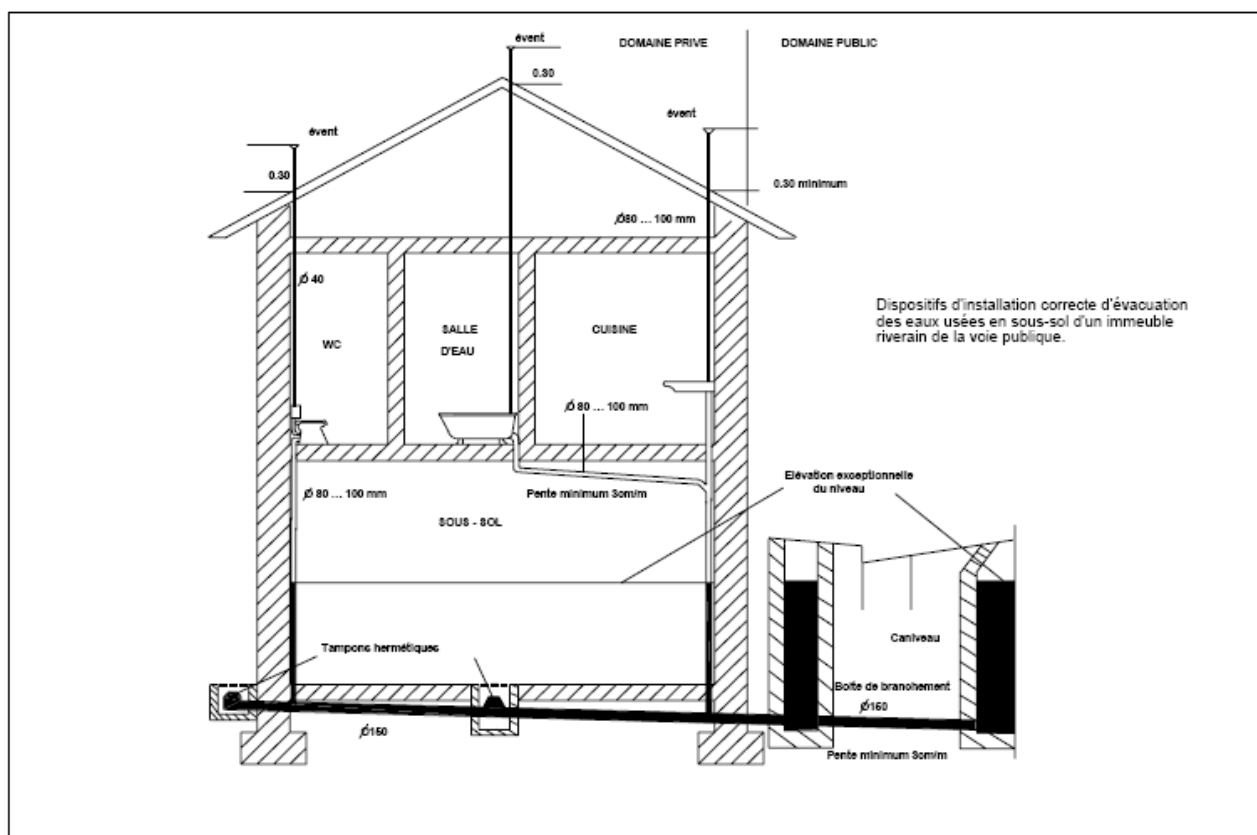 évent
DOMAINE PRIVE
DOMAINE PUBLIC
0.30
évent
évent
0.30
0.30 minimum
Ø80 ... 100 mm
Ø 40
Dispositifs d'installation correcte d'évacuation
des eaux usées en sous-sol d'un immeuble
riverain de la voie publique.
WC
SALLE
D'EAU
CUISINE
Ø 80 ... 100 mm
Elévation exceptionnelle
du niveau
Ø 80 ... 100 mm
Pente minimum 3cm/m
SOUS - SOL
Caniveau
Tampons hermétiques
Boîte de branchement
Ø150
Ø150
Pente minimum 3cm/m